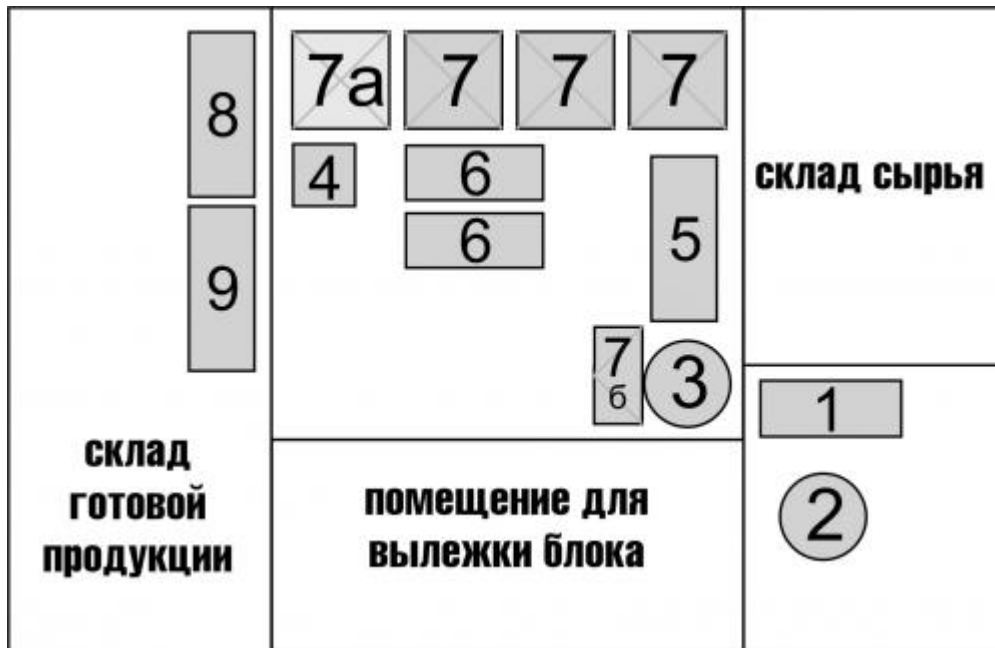 8
9
склад
готовой
продукции
7а
7
7
7
4
6
6
5
7
б
3
помещение для
вылежки блока
склад сырья
1
2